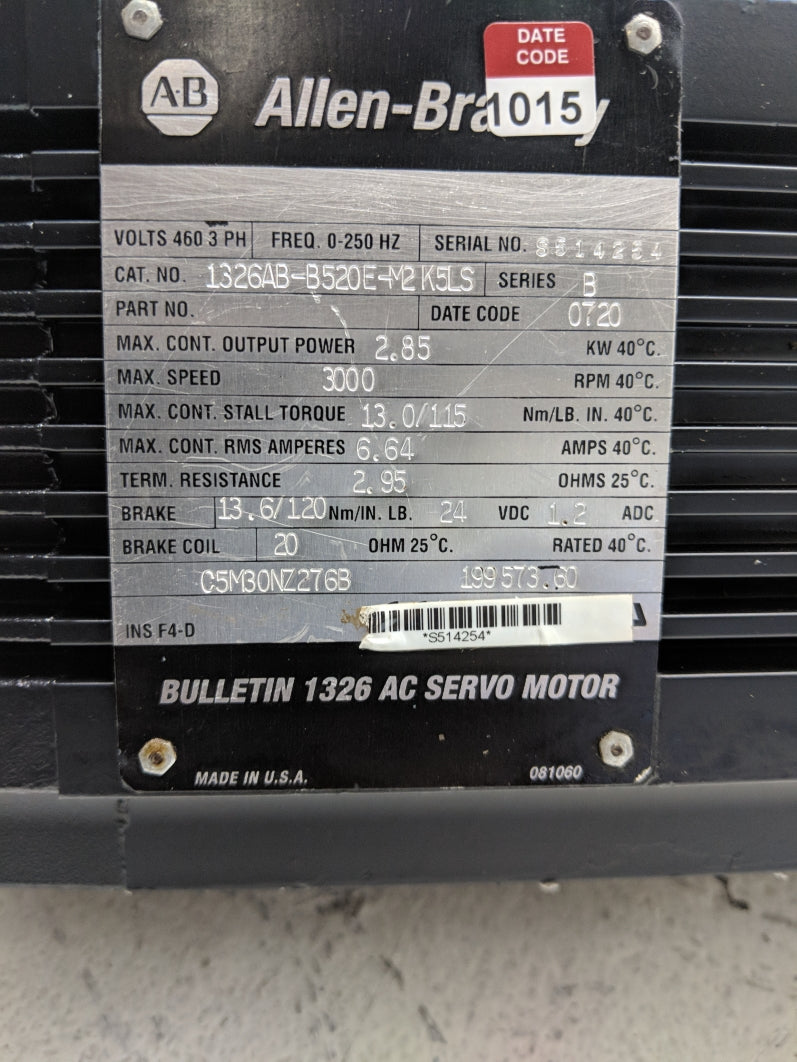 DATE
CODE
1015
A·B Allen-Bra y
VOLTS 460 3 PH FREQ. 0-250 HZ SERIAL NO.
CAT. NO. 1326AB-B520E-M2 K5LS SERIES B
PART NO. DATE CODE 0720
MAX. CONT. OUTPUT POWER 2.85 KW 40°C.
MAX. SPEED 3000 RPM 40°C.
MAX. CONT. STALL TORQUE 13.0/115 Nm/LB. IN. 40°C.
MAX. CONT. RMS AMPERES 6.64 AMPS 40°C.
TERM. RESISTANCE 2.95 OHMS 25°C.
BRAKE 13.6/120 Nm/IN. LB. 24 VDC 1.2 ADC
BRAKE COIL 20 OHM 25°C. RATED 40°C.
C5M30NZ276B 199573.60
INS F4-D
*S514254*
BULLETIN 1326 AC SERVO MOTOR
MADE IN U.S.A. 081060